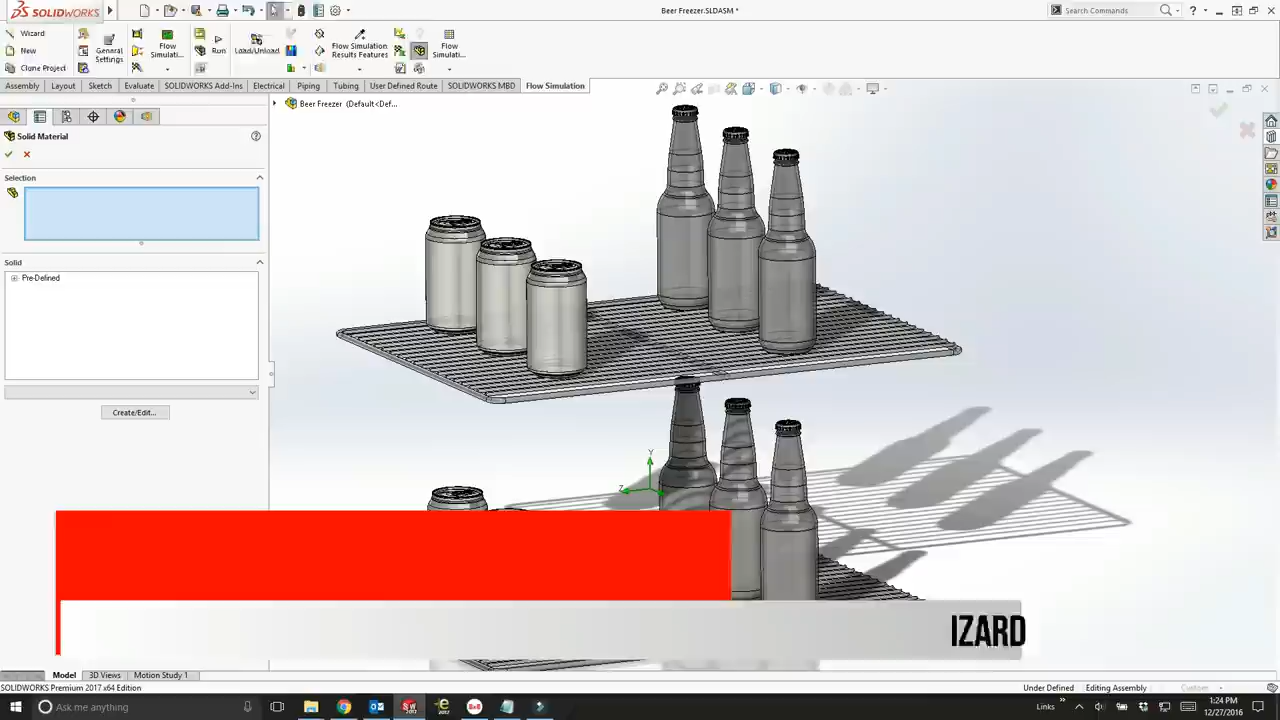 SOLIDWORKS
Beer Freezer.SLDASM *
Search Commands
Wizard
New
Clone Project
General Settings
Flow Simulati...
Run
Load/Unload
Flow Simulation Results Features
Flow Simulati...
Assembly Layout Sketch Evaluate SOLIDWORKS Add-Ins Electrical Piping Tubing User Defined Route SOLIDWORKS MBD Flow Simulation
Beer Freezer (Default<Def...
Solid Material
Selection
Solid
Pre-Defined
Create/Edit...
Y
Z
IZARD
Model 3D Views Motion Study 1
SOLIDWORKS Premium 2017 x64 Edition
Under Defined Editing Assembly Custom
Ask me anything
Links
1:24 PM
12/27/2016